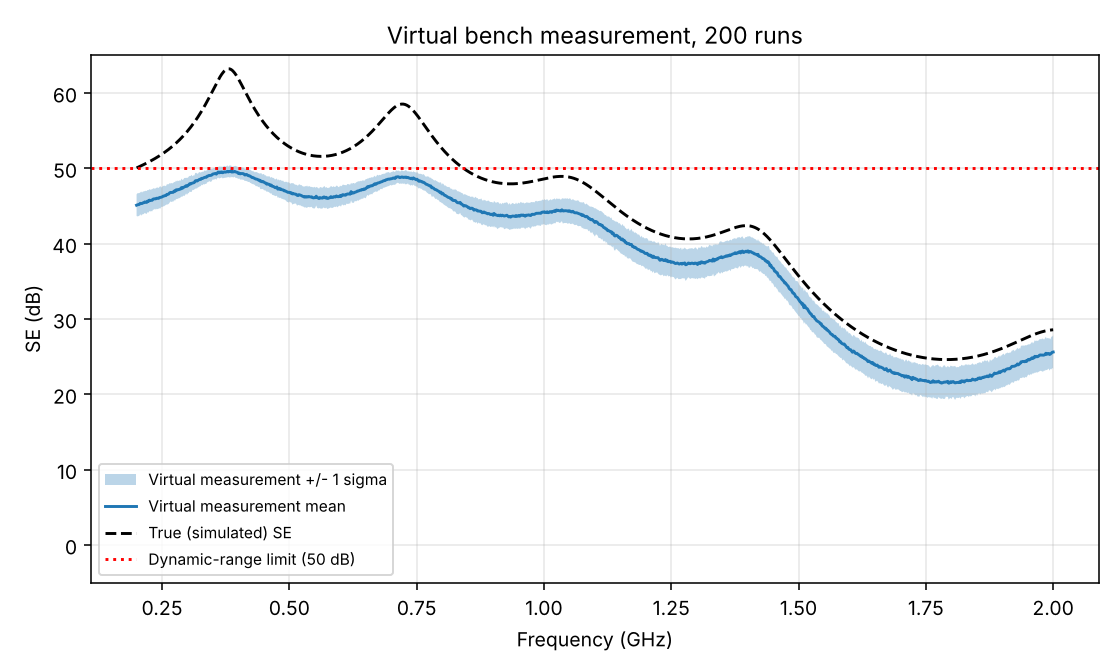 Virtual bench measurement, 200 runs
SE (dB)
60
50
40
30
20
10
0
Virtual measurement +/- 1 sigma
Virtual measurement mean
True (simulated) SE
Dynamic-range limit (50 dB)
0.25 0.50 0.75 1.00 1.25 1.50 1.75 2.00
Frequency (GHz)